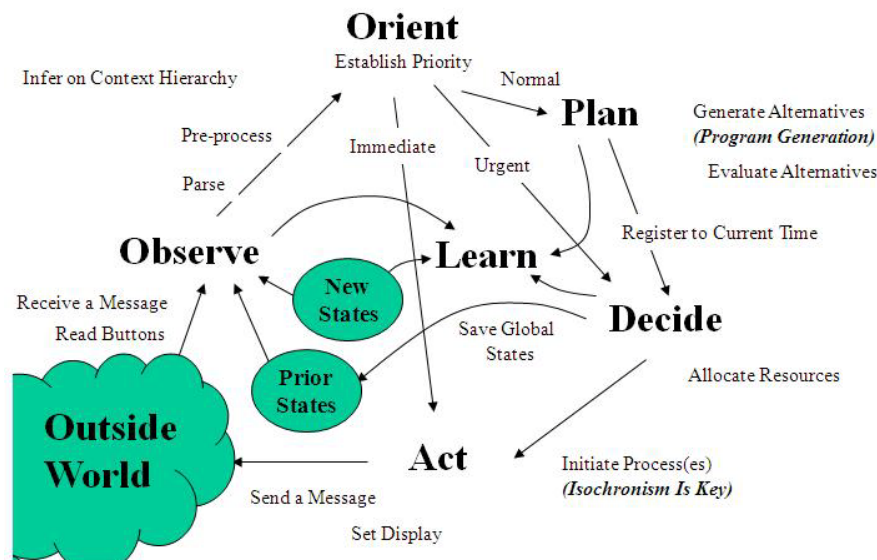 Orient
Establish Priority
Infer on Context Hierarchy
Normal
Plan
Generate Alternatives
(Program Generation)
Evaluate Alternatives
Pre-process
Immediate
Urgent
Parse
Observe
Learn
Register to Current Time
New
States
Receive a Message
Read Buttons
Save Global
States
Decide
Prior
States
Allocate Resources
Outside
World
Act
Initiate Process(es)
(Isochronism Is Key)
Send a Message
Set Display